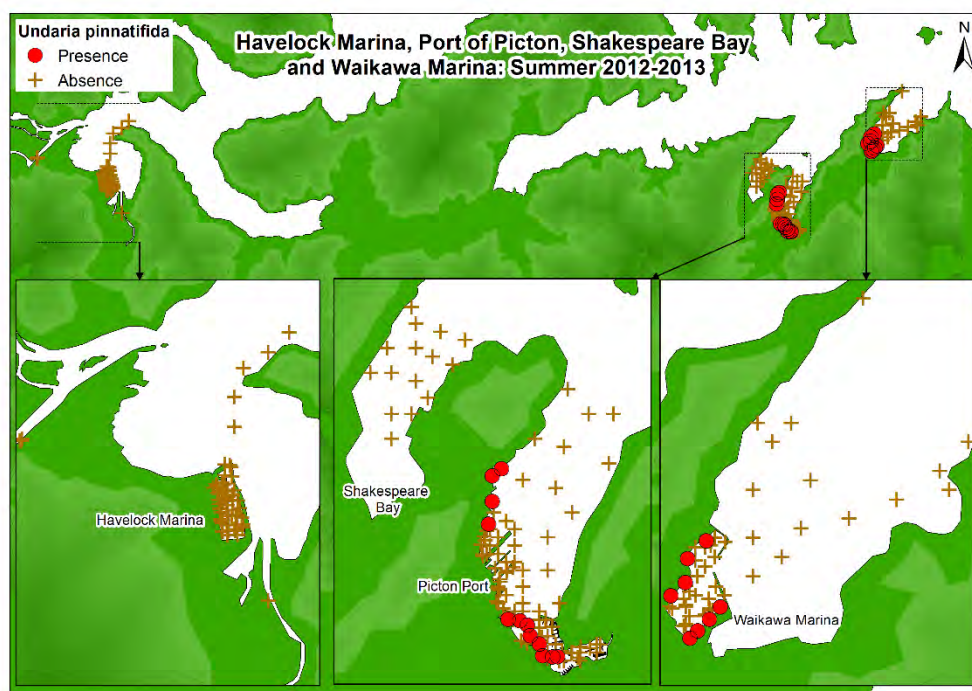 Undaria pinnatifida
Presence
Absence
Havelock Marina, Port of Picton, Shakespeare Bay
and Waikawa Marina: Summer 2012-2013
N
Havelock Marina
Shakespeare
Bay
Picton Port
Waikawa Marina